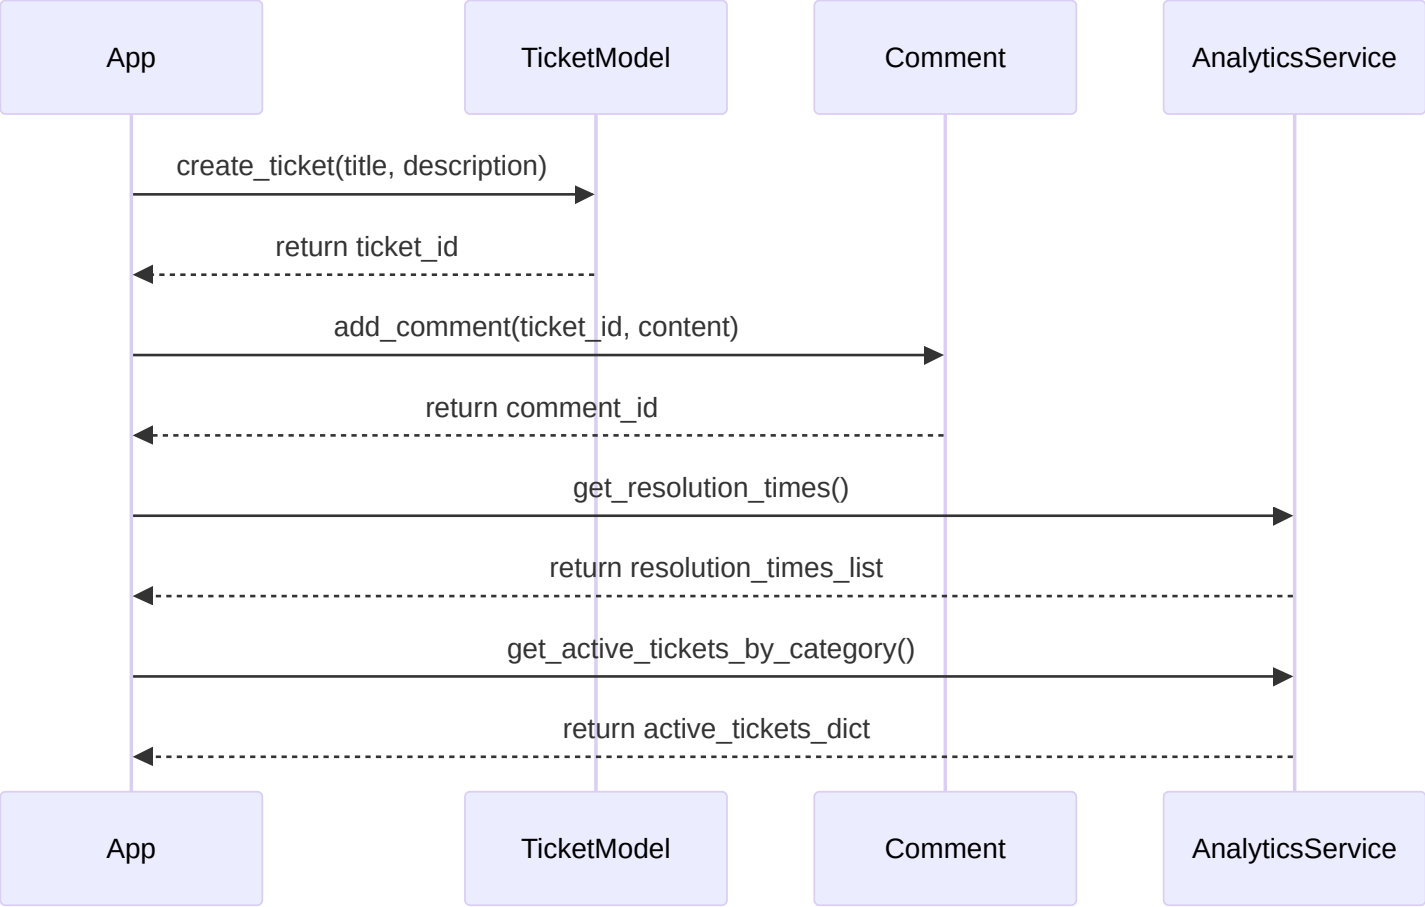 App
TicketModel
Comment
AnalyticsService
create_ticket(title, description)
return ticket_id
add_comment(ticket_id, content)
return comment_id
get_resolution_times()
return resolution_times_list
get_active_tickets_by_category()
return active_tickets_dict
App
TicketModel
Comment
AnalyticsService